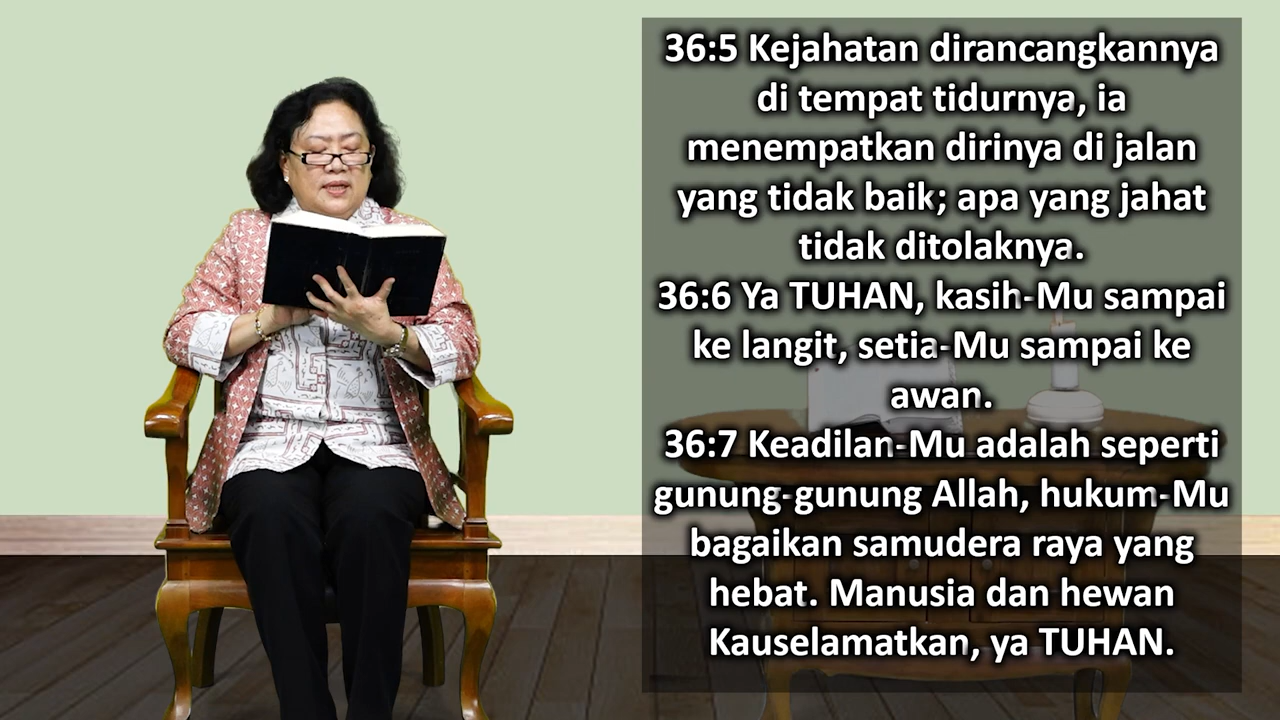 36:5 Kejahatan dirancangkannya
di tempat tidurnya, ia
menempatkan dirinya di jalan
yang tidak baik; apa yang jahat
tidak ditolaknya.
36:6 Ya TUHAN, kasih-Mu sampai
ke langit, setia-Mu sampai ke
awan.
36:7 Keadilan-Mu adalah seperti
gunung-gunung Allah, hukum-Mu
bagaikan samudera raya yang
hebat. Manusia dan hewan
Kauselamatkan, ya TUHAN.